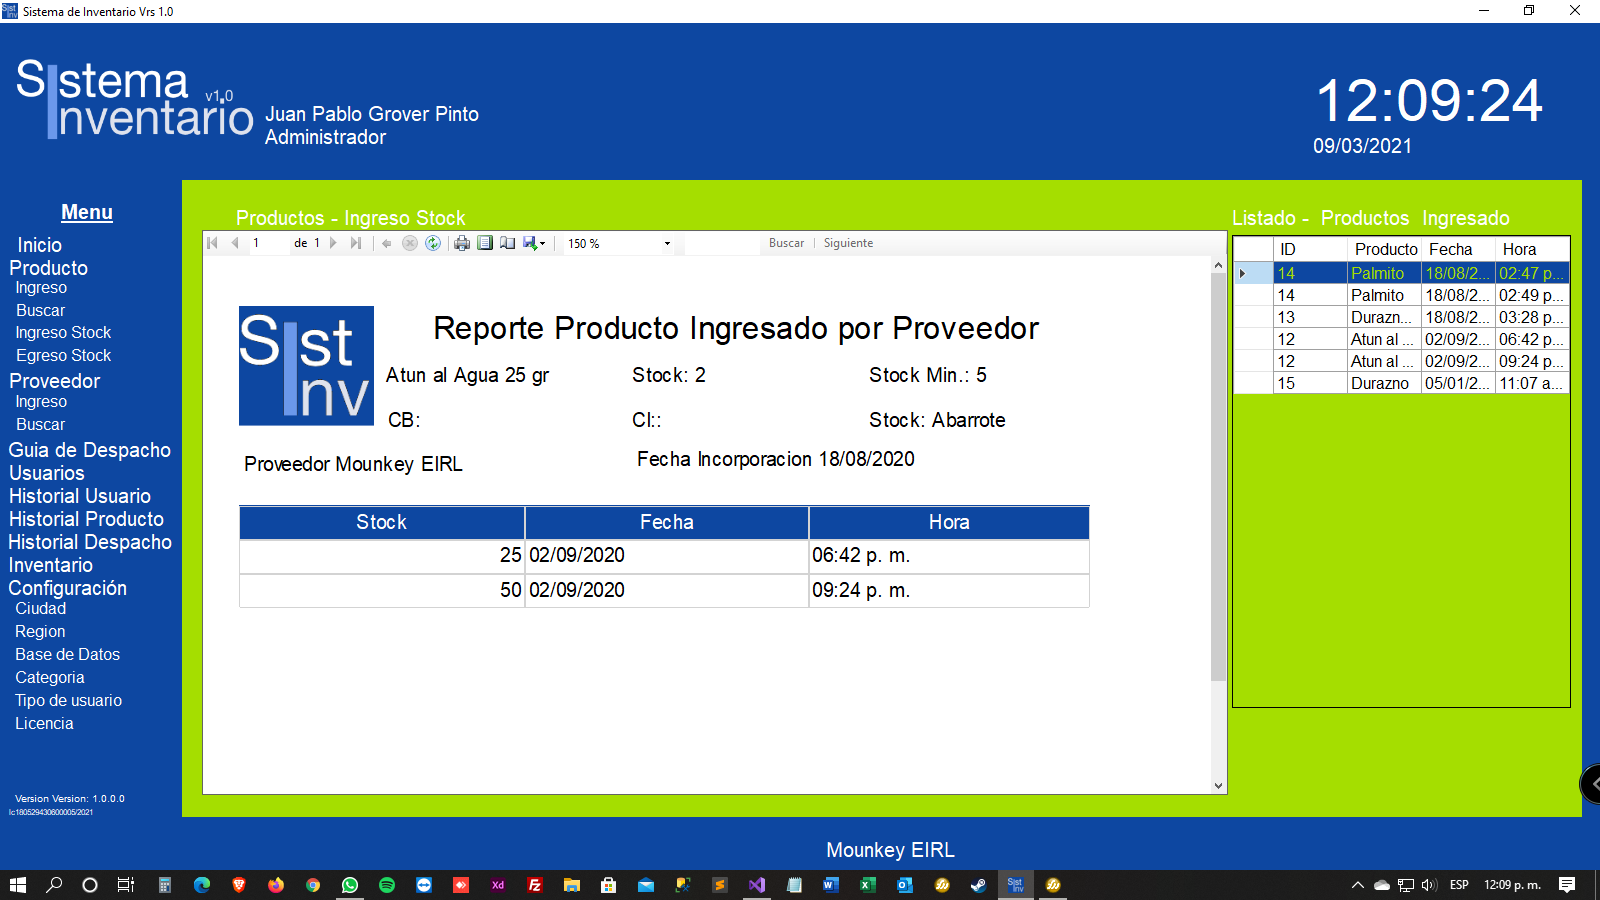 Sistema de Inventario Vrs 1.0
Sistema
Inventario v1.0
Juan Pablo Grover Pinto
Administrador
12:09:24
09/03/2021
Menu
Inicio
Producto
Ingreso
Buscar
Ingreso Stock
Egreso Stock
Proveedor
Ingreso
Buscar
Guia de Despacho
Usuarios
Historial Usuario
Historial Producto
Historial Despacho
Inventario
Configuración
Ciudad
Region
Base de Datos
Categoria
Tipo de usuario
Licencia
Version Version: 1.0.0.0
lc180529430600005/2021
Productos - Ingreso Stock
1 de 1 150 % Buscar Siguiente
Sist
Inv
Reporte Producto Ingresado por Proveedor
Atun al Agua 25 gr Stock: 2 Stock Min.: 5
CB: CI:: Stock: Abarrote
Proveedor Mounkey EIRL Fecha Incorporacion 18/08/2020
Stock Fecha Hora
25 02/09/2020 06:42 p. m.
50 02/09/2020 09:24 p. m.
Listado - Productos Ingresado
ID Producto Fecha Hora
14 Palmito 18/08/2... 02:47 p...
14 Palmito 18/08/2... 02:49 p...
13 Durazn... 18/08/2... 03:28 p...
12 Atun al ... 02/09/2... 06:42 p...
12 Atun al ... 02/09/2... 09:24 p...
15 Durazno 05/01/2... 11:07 a...
Mounkey EIRL
Xd
Sist
Inv
ESP 12:09 p. m.